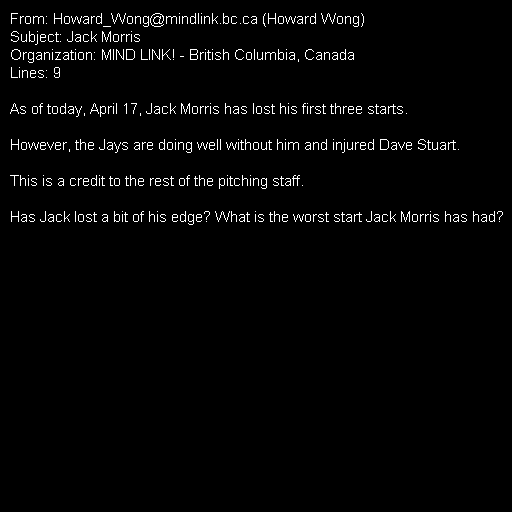 From: Howard_Wong@mindlink.bc.ca (Howard Wong)
Subject: Jack Morris
Organization: MIND LINK! - British Columbia, Canada
Lines: 9
As of today, April 17, Jack Morris has lost his first three starts.
However, the Jays are doing well without him and injured Dave Stuart.
This is a credit to the rest of the pitching staff.
Has Jack lost a bit of his edge? What is the worst start Jack Morris has had?